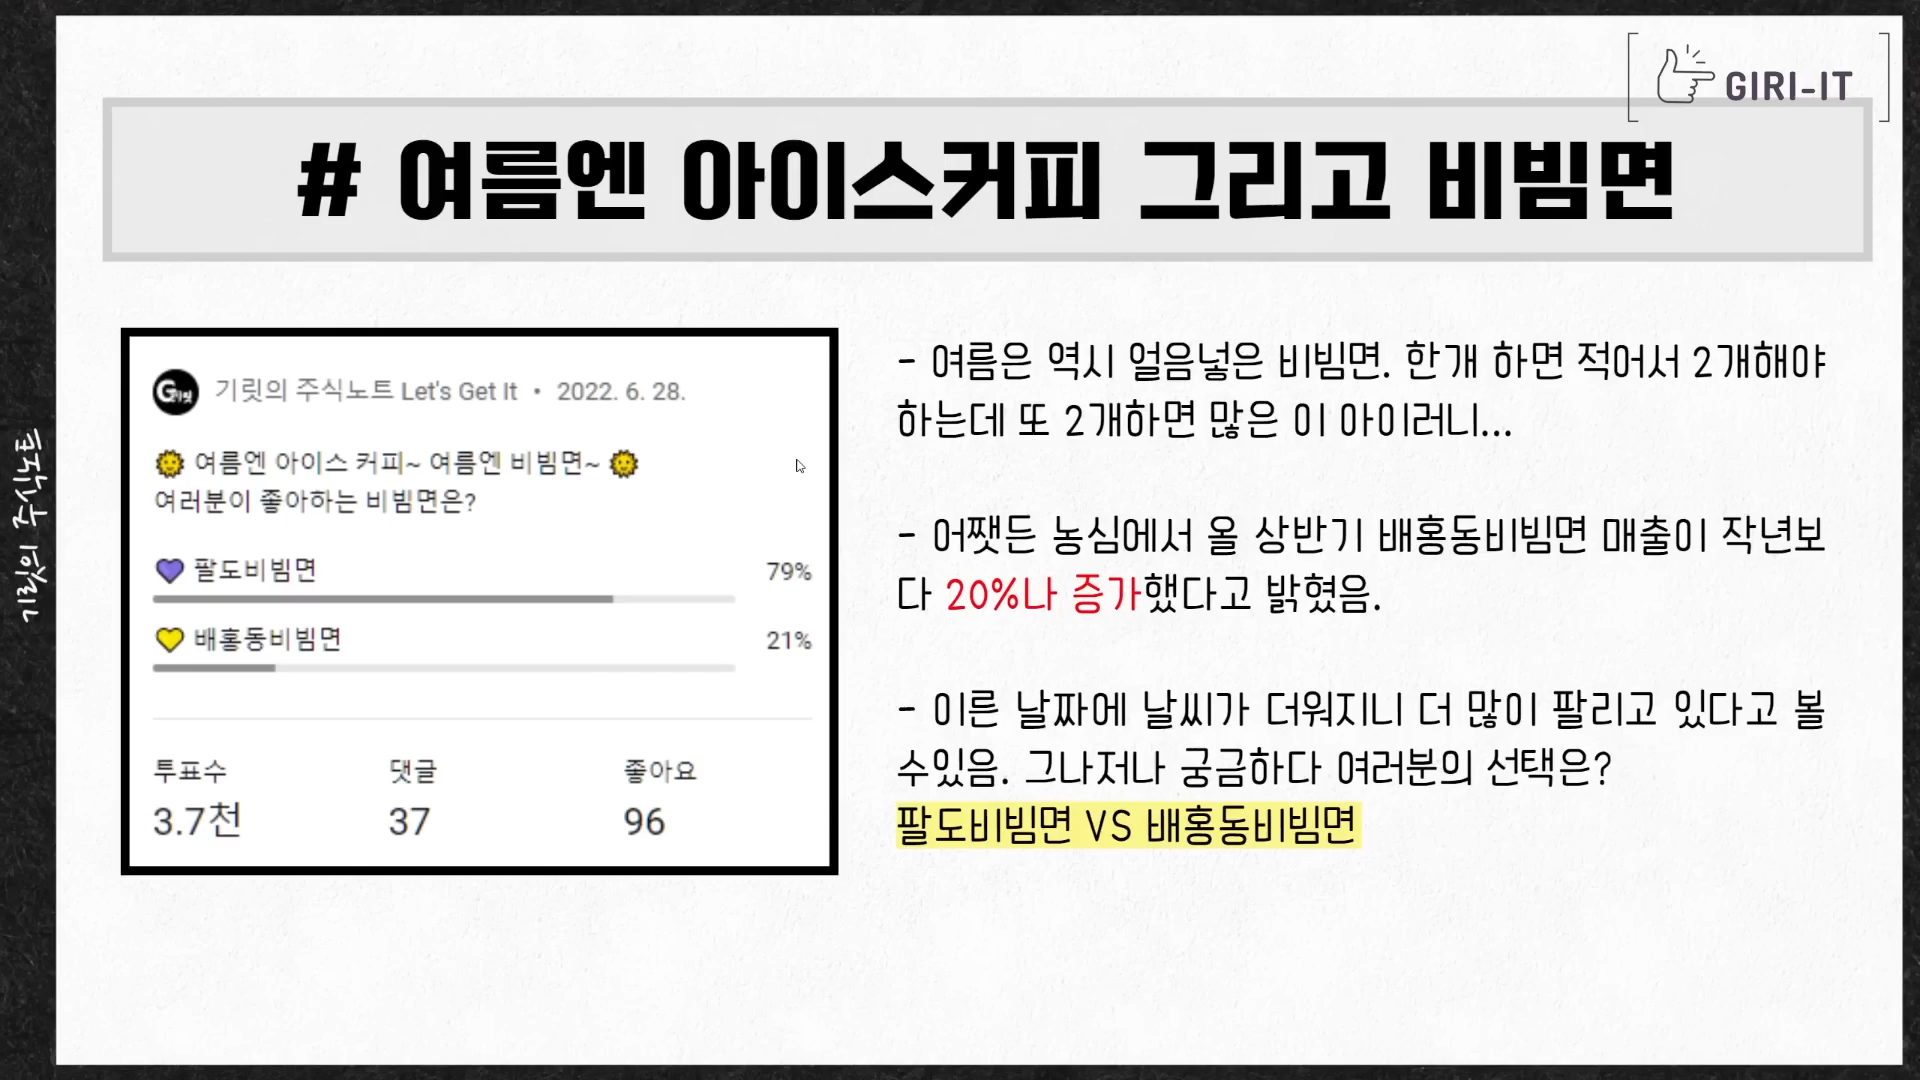 GIRI-IT
# 여름엔 아이스커피 그리고 비빔면
기릿의 주식노트
기릿의 주식노트 Let's Get It • 2022. 6. 28.
🌞 여름엔 아이스 커피~ 여름엔 비빔면~ 🌞
여러분이 좋아하는 비빔면은?
💜 팔도비빔면 79%
💛 배홍동비빔면 21%
투표수 댓글 좋아요
3.7천 37 96
- 여름은 역시 얼음넣은 비빔면. 한개 하면 적어서 2개해야
하는데 또 2개하면 많은 이 아이러니...
- 어쨋든 농심에서 올 상반기 배홍동비빔면 매출이 작년보
다 20%나 증가했다고 밝혔음.
- 이른 날짜에 날씨가 더워지니 더 많이 팔리고 있다고 볼
수있음. 그나저나 궁금하다 여러분의 선택은?
팔도비빔면 VS 배홍동비빔면